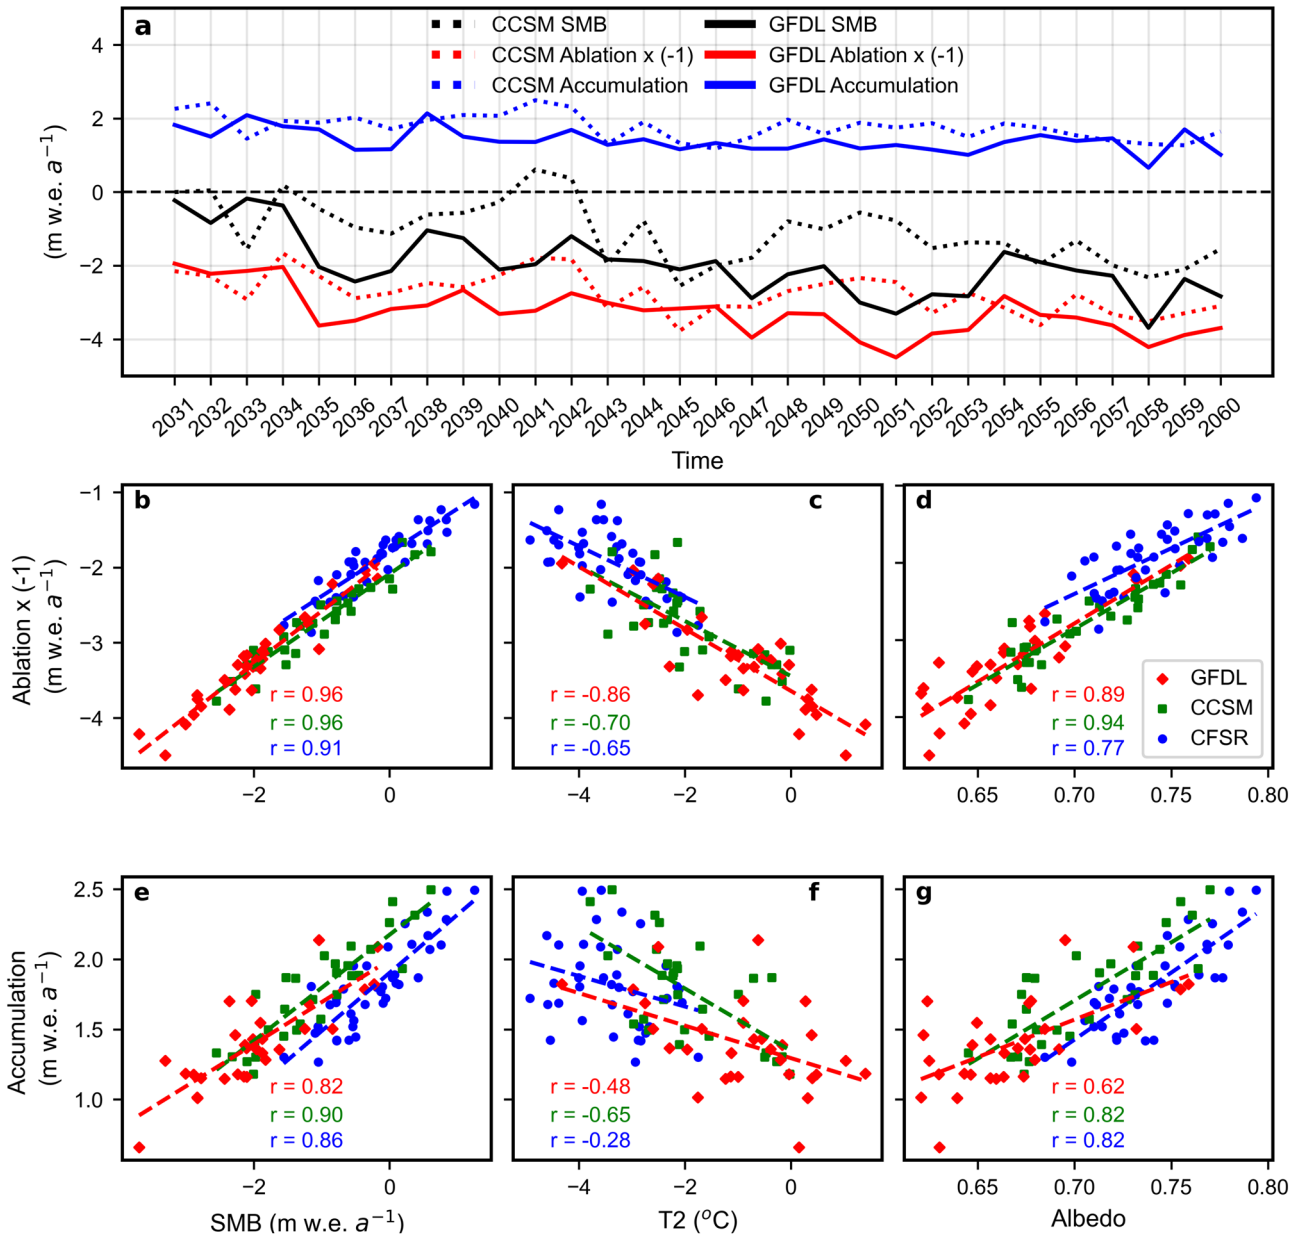 a
CCSM SMB
GFDL SMB
CCSM Ablation x (-1)
GFDL Ablation x (-1)
CCSM Accumulation
GFDL Accumulation
4
2
0
−2
−4
(m w.e. a⁻¹)
2031 2032 2033 2034 2035 2036 2037 2038 2039 2040 2041 2042 2043 2044 2045 2046 2047 2048 2049 2050 2051 2052 2053 2054 2055 2056 2057 2058 2059 2060
Time
b
−1
−2
−3
−4
Ablation x (-1)
(m w.e. a⁻¹)
r = 0.96
r = 0.96
r = 0.91
−2 0
c
r = -0.86
r = -0.70
r = -0.65
−4 −2 0
d
r = 0.89
r = 0.94
r = 0.77
GFDL
CCSM
CFSR
0.65 0.70 0.75 0.80
e
2.5
2.0
1.5
1.0
Accumulation
(m w.e. a⁻¹)
r = 0.82
r = 0.90
r = 0.86
−2 0
SMB (m w.e. a⁻¹)
f
r = -0.48
r = -0.65
r = -0.28
−4 −2 0
T2 (°C)
g
r = 0.62
r = 0.82
r = 0.82
0.65 0.70 0.75 0.80
Albedo